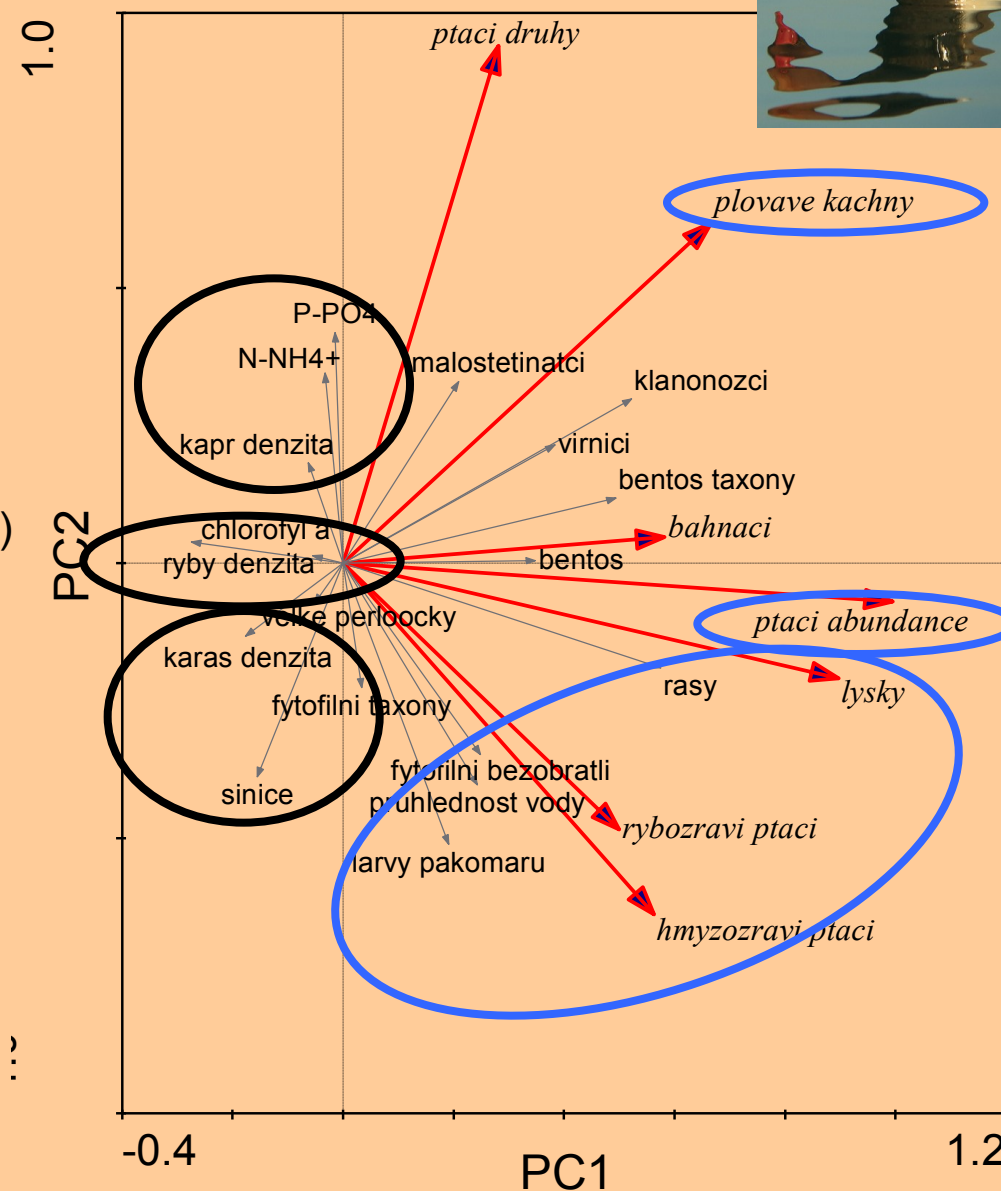 1.0
ptaci druhy
plovave kachny
P-PO4
N-NH4+
malostetinatci
klanonozci
kapr denzita
virnici
bentos taxony
)
PC2
chlorofyl a
bahnaci
ryby denzita
bentos
velke perloocky
ptaci abundance
karas denzita
rasy
lysky
fytofilni taxony
fytofilni bezobratli
sinice
pruhlednost vody
rybozravi ptaci
larvy pakomaru
hmyzozravi ptaci
-0.4
PC1
1.2